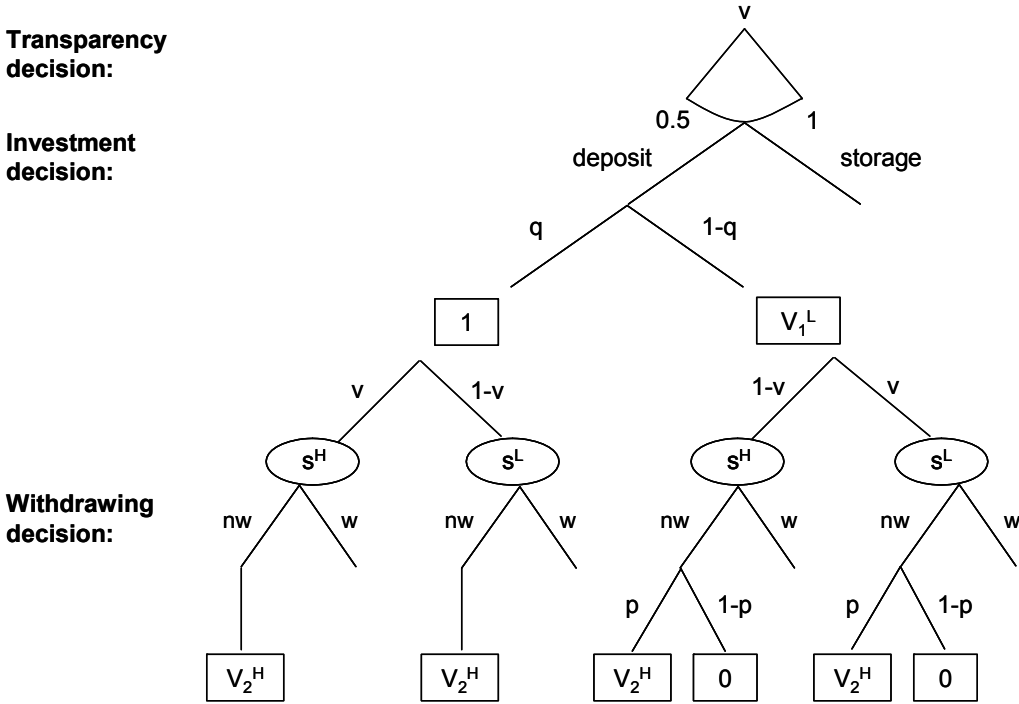 v
Transparency
decision:
0.5 1
Investment
decision:
deposit storage
q 1-q
1 V₁ᴸ
v 1-v 1-v v
sᴴ sᴸ sᴴ sᴸ
Withdrawing
decision:
nw w nw w nw w nw w
p 1-p p 1-p
V₂ᴴ V₂ᴴ V₂ᴴ 0 V₂ᴴ 0